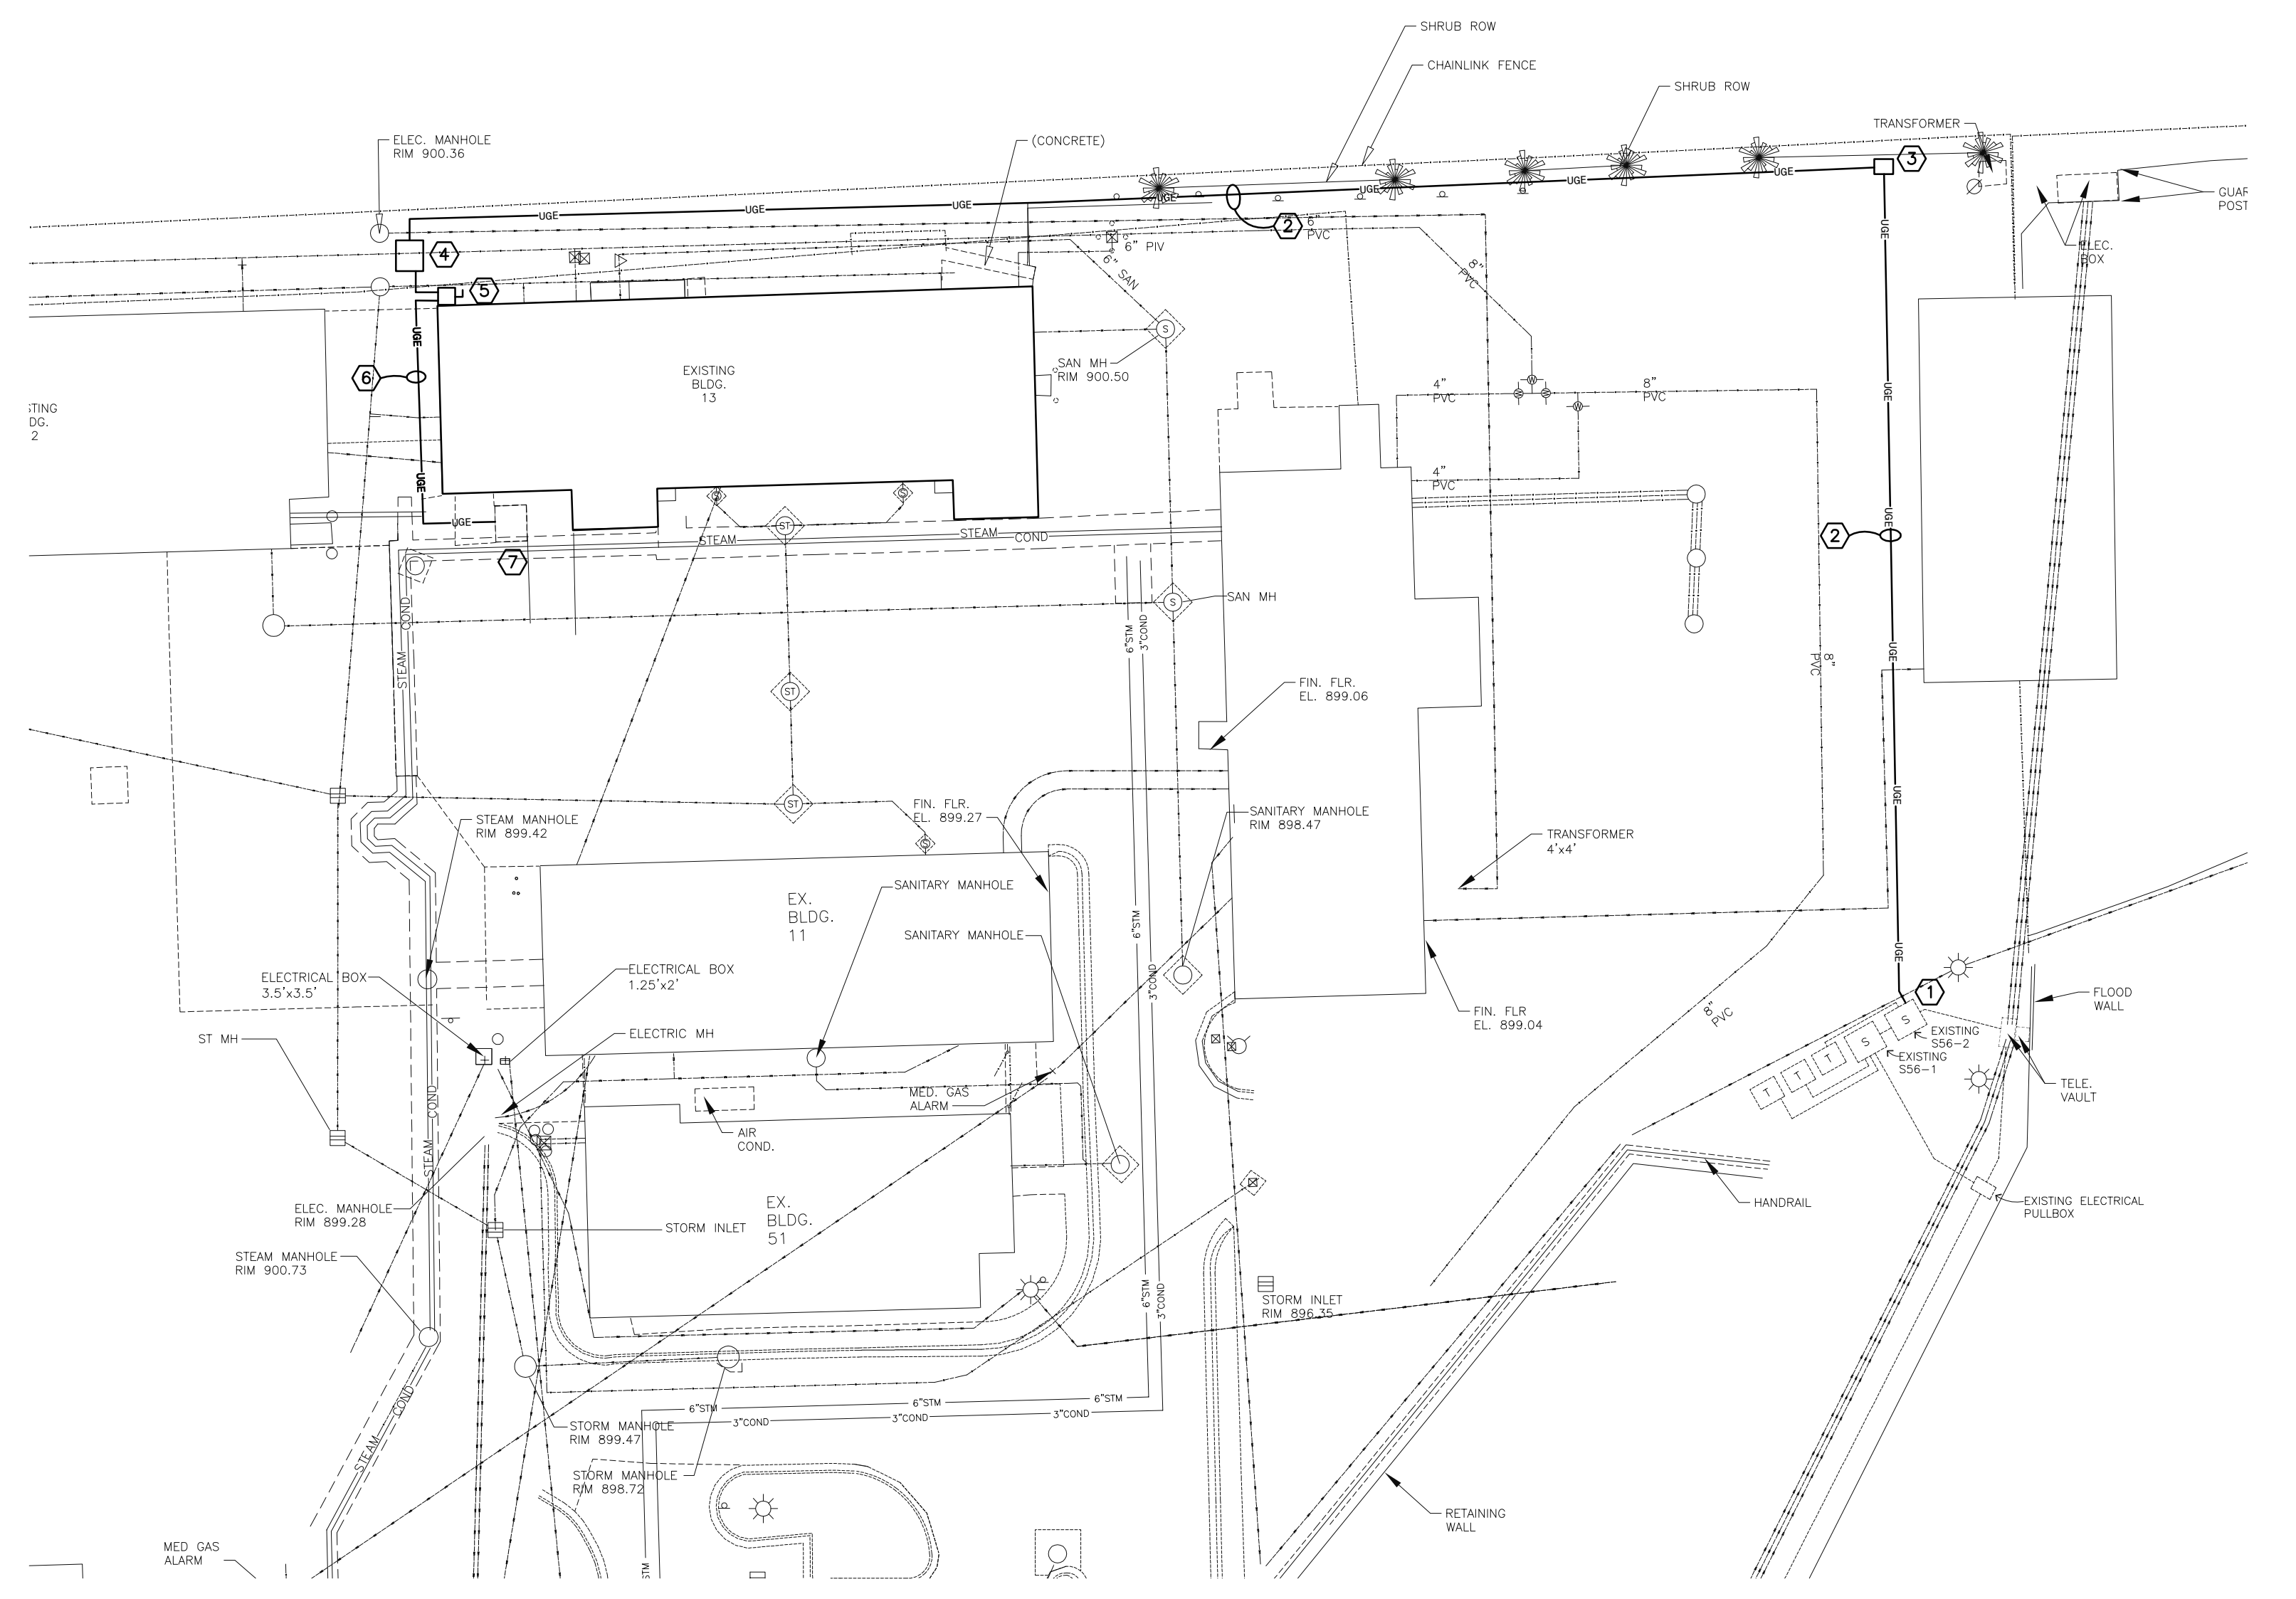 SHRUB ROW
CHAINLINK FENCE
SHRUB ROW
TRANSFORMER
ELEC. MANHOLE
RIM 900.36
(CONCRETE)
3
UGE
UGE
UGE
UGE
UGE
UGE
UGE
2
6"
PVC
6" PIV
6" SAN
8"
PVC
4
5
UGE
UGE
ELEC.
BOX
S
SAN MH
RIM 900.50
EXISTING
BLDG.
13
6
UGE
UGE
UGE
7
4"
PVC
W
W
W
W
8"
PVC
4"
PVC
UGE
UGE
2
S
S
ST
STEAM
STEAM
COND
S
SAN MH
STEAM
COND
6"STM
3"COND
UGE
8"
PVC
ST
FIN. FLR.
EL. 899.06
UGE
ST
S
FIN. FLR.
EL. 899.27
STEAM MANHOLE
RIM 899.42
SANITARY MANHOLE
RIM 898.47
TRANSFORMER
4'x4'
EX.
BLDG.
11
SANITARY MANHOLE
SANITARY MANHOLE
6"STM
3"COND
UGE
ELECTRICAL BOX
3.5'x3.5'
ELECTRICAL BOX
1.25'x2'
1
FLOOD
WALL
FIN. FLR
EL. 899.04
8"
PVC
ST MH
ELECTRIC MH
S
EXISTING
S56-2
S
EXISTING
S56-1
T
T
T
TELE.
VAULT
MED. GAS
ALARM
STEAM
COND
AIR
COND.
ELEC. MANHOLE
RIM 899.28
STORM INLET
EX.
BLDG.
51
HANDRAIL
EXISTING ELECTRICAL
PULLBOX
STEAM MANHOLE
RIM 900.73
6"STM
3"COND
STORM INLET
RIM 896.35
STEAM
COND
6"STM
6"STM
6"STM
3"COND
3"COND
3"COND
STORM MANHOLE
RIM 899.47
STORM MANHOLE
RIM 898.72
RETAINING
WALL
MED GAS
ALARM